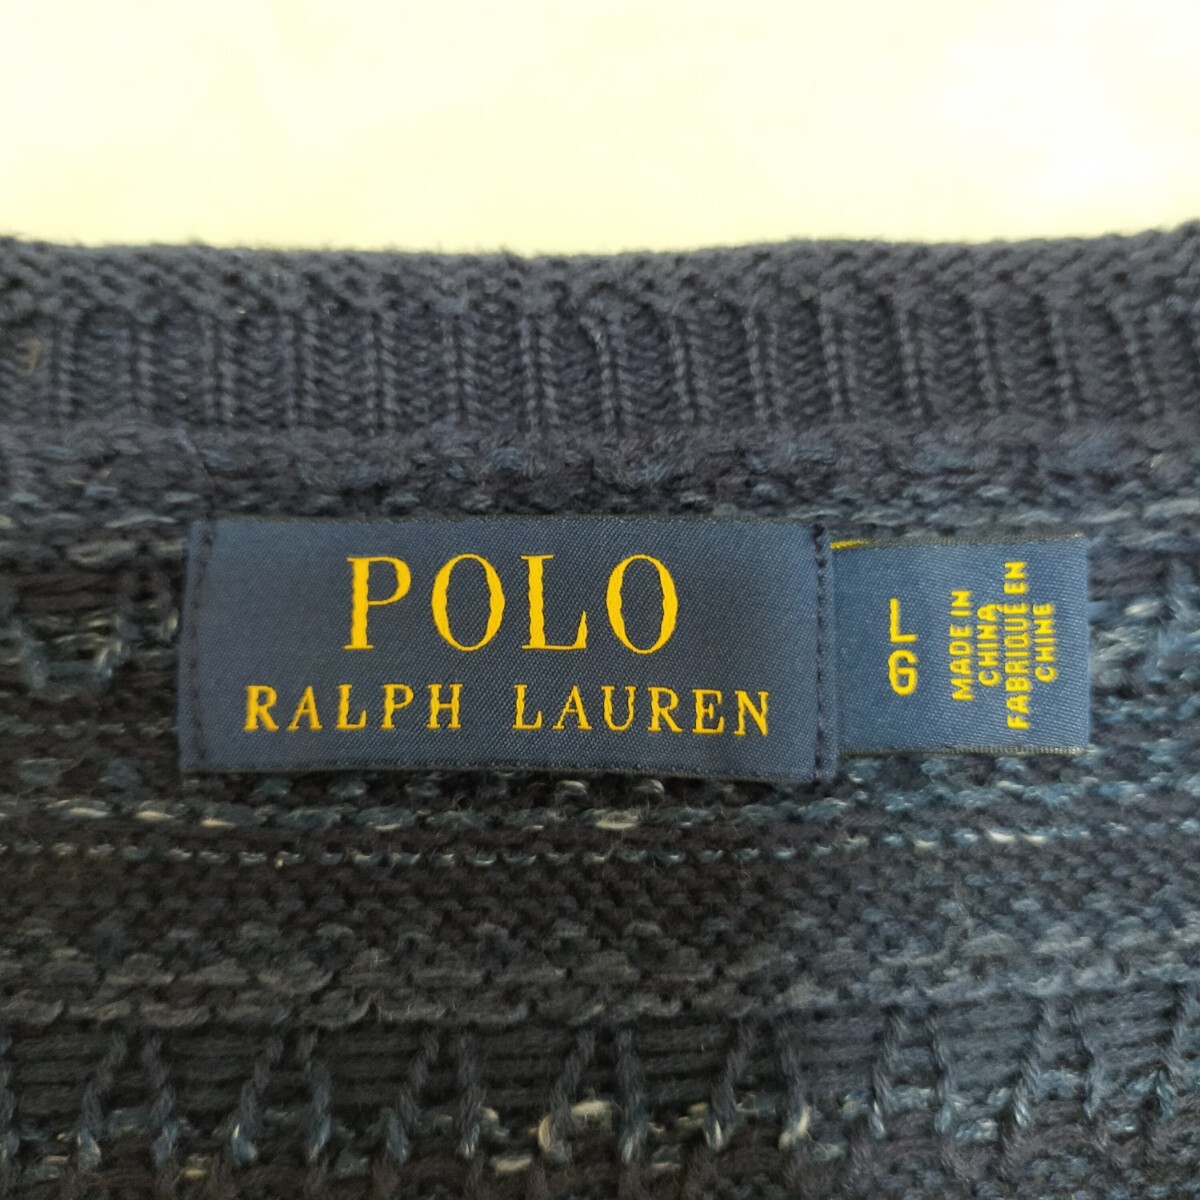 POLO
RALPH LAUREN
L
G
MADE IN
CHINA
FABRIQUÉ EN
CHINE